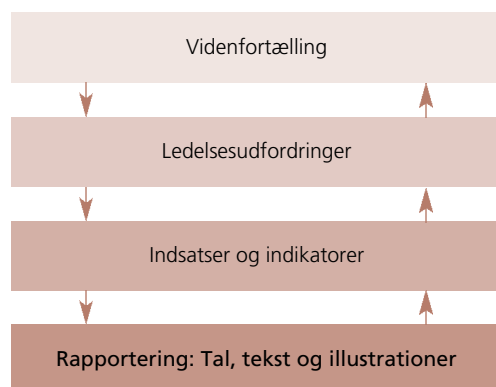 Videnfortælling
Ledelsesudfordringer
Indsatser og indikatorer
Rapportering: Tal, tekst og illustrationer